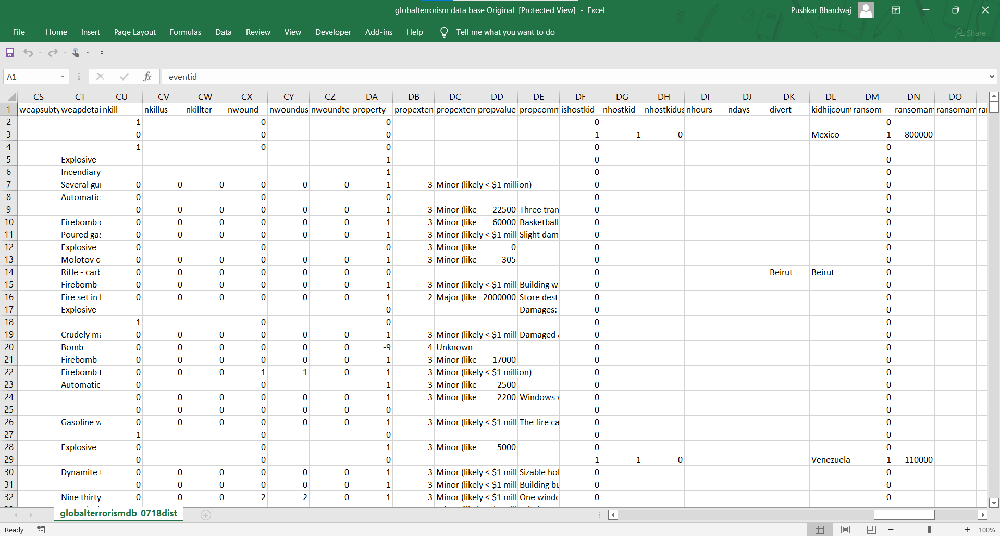 globalterrorism data base Original [Protected View] - Excel
Pushkar Bhardwaj
File Home Insert Page Layout Formulas Data Review View Developer Add-ins Help Tell me what you want to do
Share
A1 fx eventid
CS CT CU CV CW CX CY CZ DA DB DC DD DE DF DG DH DI DJ DK DL DM DN DO
1 weapsubty weapdetai nkill nkillus nkillter nwound nwoundus nwoundte property propexten propexten propvalue propcomm ishostkid nhostkid nhostkidus nhours ndays divert kidhijcount ransom ransomam ransomam ra
2 1 0 0 0 0
3 0 0 0 1 1 0 Mexico 1 800000
4 1 0 0 0 0
5 Explosive 1 0 0
6 Incendiary 1 0 0
7 Several gu 0 0 0 0 0 0 1 3 Minor (likely < $1 million) 0 0
8 Automatic 0 0 0 0 0
9 0 0 0 0 0 0 1 3 Minor (like 22500 Three tran 0 0
10 Firebomb 0 0 0 0 0 0 1 3 Minor (like 60000 Basketball 0 0
11 Poured gas 0 0 0 0 0 0 1 3 Minor (likely < $1 mill Slight dam 0 0
12 Explosive 0 0 0 3 Minor (like 0 0 0
13 Molotov c 0 0 0 0 0 0 1 3 Minor (like 305 0 0
14 Rifle - carb 0 0 0 0 0 0 0 0 Beirut Beirut 0
15 Firebomb 0 0 0 0 0 0 1 3 Minor (likely < $1 mill Building wa 0 0
16 Fire set in 0 0 0 0 0 0 1 2 Major (like 2000000 Store dest 0 0
17 Explosive 0 Damages: 0 0
18 1 0 0 0 0
19 Crudely ma 0 0 0 0 0 0 1 3 Minor (likely < $1 mill Damaged 0 0
20 Bomb 0 0 0 0 0 0 -9 4 Unknown 0 0
21 Firebomb 0 0 0 0 0 0 1 3 Minor (like 17000 0 0
22 Firebomb t 0 0 0 1 1 0 1 3 Minor (likely < $1 million) 0 0
23 Automatic 0 0 1 3 Minor (like 2500 0 0
24 0 0 0 0 0 0 1 3 Minor (like 2200 Windows 0 0
25 0 0 0 0 0 0 0 0 0
26 Gasoline w 0 0 0 0 0 0 1 3 Minor (likely < $1 mill The fire ca 0 0
27 1 0 0 0 0
28 Explosive 0 0 1 3 Minor (like 5000 0 0
29 0 0 0 1 1 0 Venezuela 1 110000
30 Dynamite t 0 0 0 0 0 0 1 3 Minor (likely < $1 mill Sizable hol 0 0
31 0 0 0 0 0 0 1 3 Minor (likely < $1 mill Building bu 0 0
32 Nine thirty 0 0 0 2 2 0 1 3 Minor (likely < $1 mill One windo 0 0
globalterrorismdb_0718dist
Ready
100%